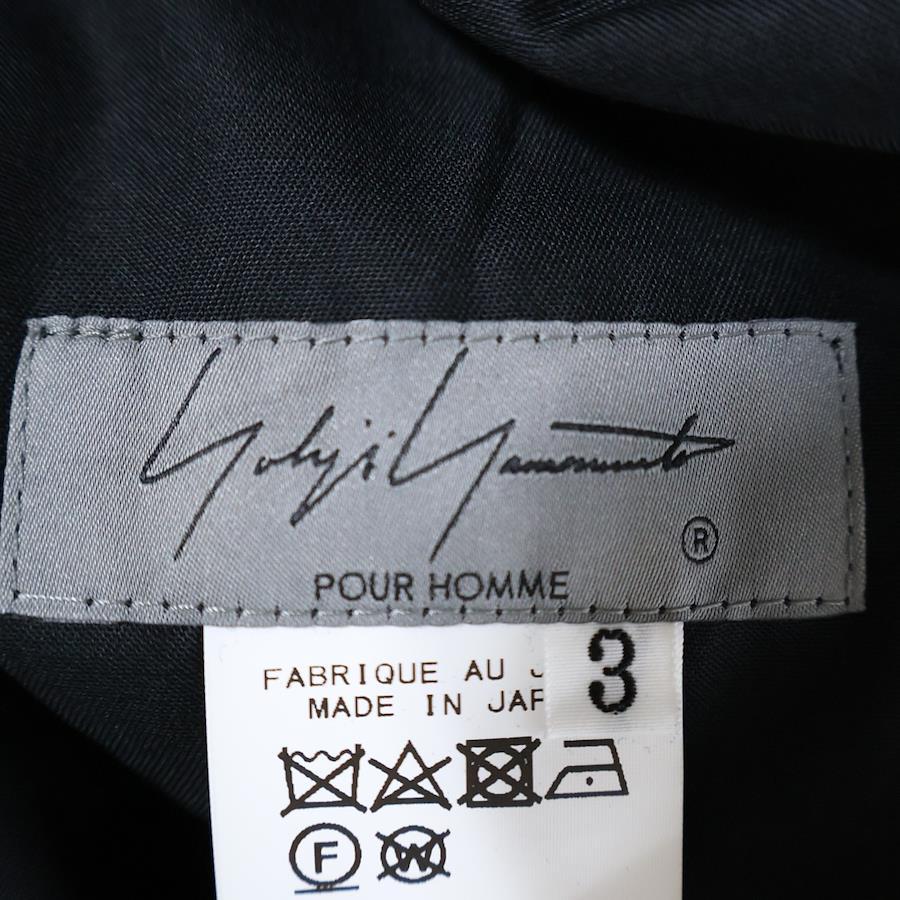 Yohji Yamamoto
®
POUR HOMME
3
FABRIQUE AU J
MADE IN JAP
F
W